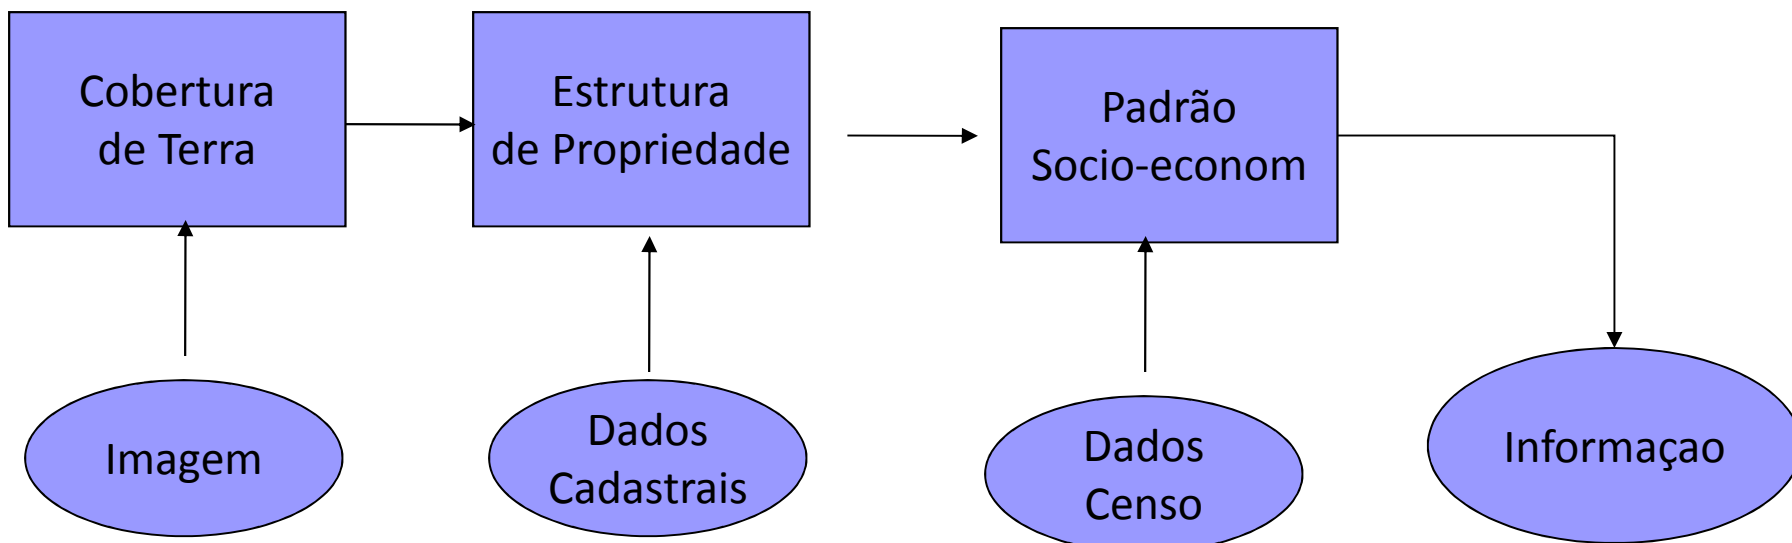 Cobertura
de Terra
Estrutura
de Propriedade
Padrão
Socio-econom
Imagem
Dados
Cadastrais
Dados
Censo
Informaçao